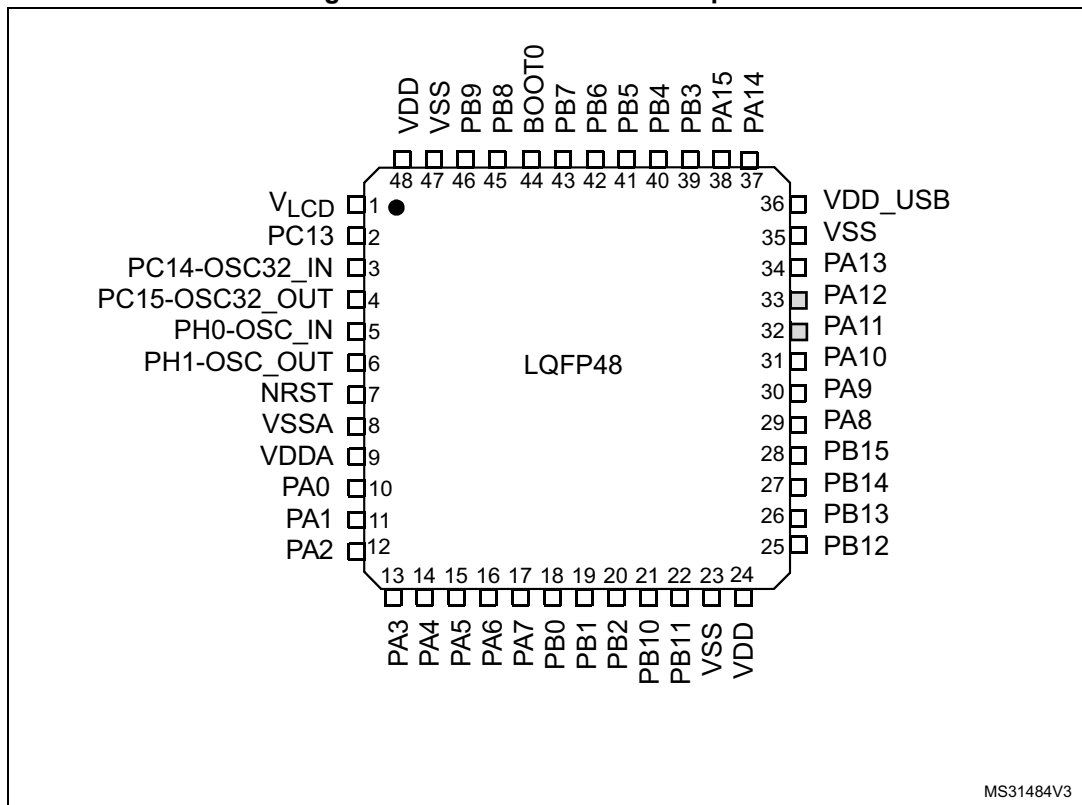 VDD
VSS
PB9
PB8
BOOT0
PB7
PB6
PB5
PB4
PB3
PA15
PA14
48 47 46 45 44 43 42 41 40 39 38 37
VLCD 1
PC13 2
PC14-OSC32_IN 3
PC15-OSC32_OUT 4
PH0-OSC_IN 5
PH1-OSC_OUT 6
NRST 7
VSSA 8
VDDA 9
PA0 10
PA1 11
PA2 12
LQFP48
36 VDD_USB
35 VSS
34 PA13
33 PA12
32 PA11
31 PA10
30 PA9
29 PA8
28 PB15
27 PB14
26 PB13
25 PB12
13 14 15 16 17 18 19 20 21 22 23 24
PA3
PA4
PA5
PA6
PA7
PB0
PB1
PB2
PB10
PB11
VSS
VDD
MS31484V3